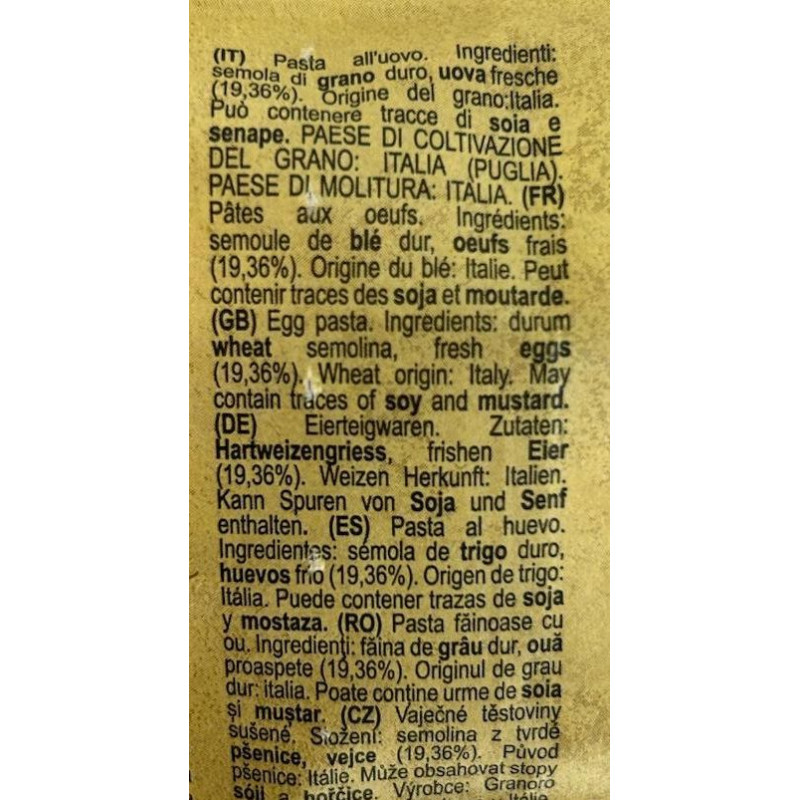 (IT) Pasta all'uovo. Ingredienti:
semola di grano duro, uova fresche
(19,36%). Origine del grano:Italia.
Può contenere tracce di soia e
senape. PAESE DI COLTIVAZIONE
DEL GRANO: ITALIA (PUGLIA).
PAESE DI MOLITURA: ITALIA. (FR)
Pâtes aux oeufs. Ingrédients:
semoule de blé dur, oeufs frais
(19,36%). Origine du blé: Italie. Peut
contenir traces des soja et moutarde.
(GB) Egg pasta. Ingredients: durum
wheat semolina, fresh eggs
(19,36%). Wheat origin: Italy. May
contain traces of soy and mustard.
(DE) Eierteigwaren. Zutaten:
Hartweizengriess, frishen Eier
(19,36%). Weizen Herkunft: Italien.
Kann Spuren von Soja und Senf
enthalten. (ES) Pasta al huevo.
Ingredientes: sémola de trigo duro,
huevos frio (19,36%). Origen de trigo:
Itália. Puede contener trazas de soja
y mostaza. (RO) Pasta făinoase cu
ou. Ingredienți: făina de grâu dur, ouă
proaspete (19,36%). Originul de grau
dur: italia. Poate conține urme de soia
și muștar. (CZ) Vaječné těstoviny
sušené. Složení: semolina z tvrdé
pšenice, vejce (19,36%). Původ
pšenice: Itálie. Může obsahovat stopy
sóji a hořčice. Výrobce: Granoro